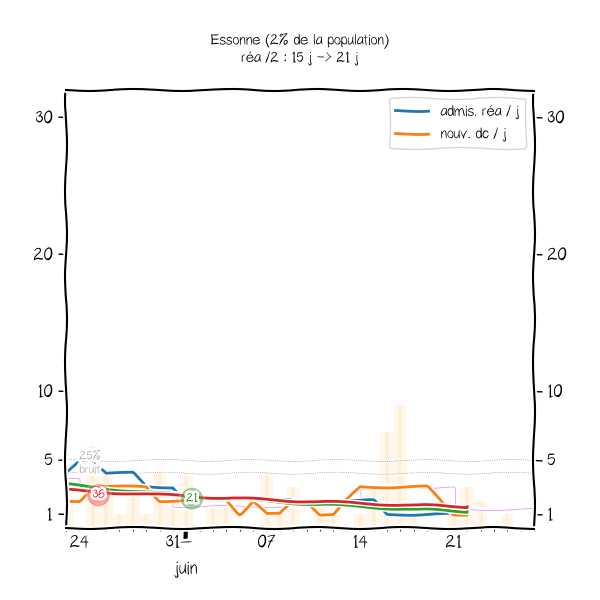 Essonne (2% de la population)
réa /2 : 15 j -> 21 j
admis. réa / j
nouv. dc / j
30 30
20 20
10 10
5 5
1 1
25%
bruit
36
21
24 31 07 14 21
juin